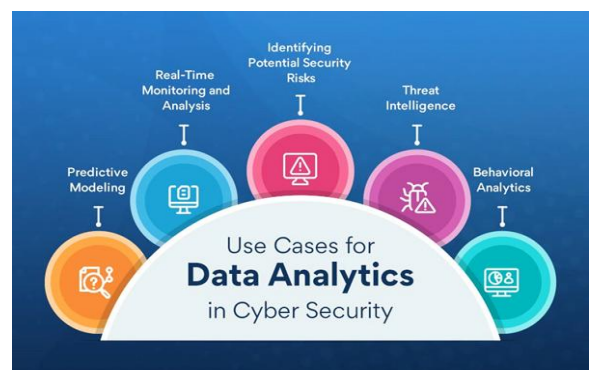 Identifying
Potential Security
Risks
Real-Time
Monitoring and
Analysis
Threat
Intelligence
Predictive
Modeling
Behavioral
Analytics
Use Cases for
Data Analytics
in Cyber Security